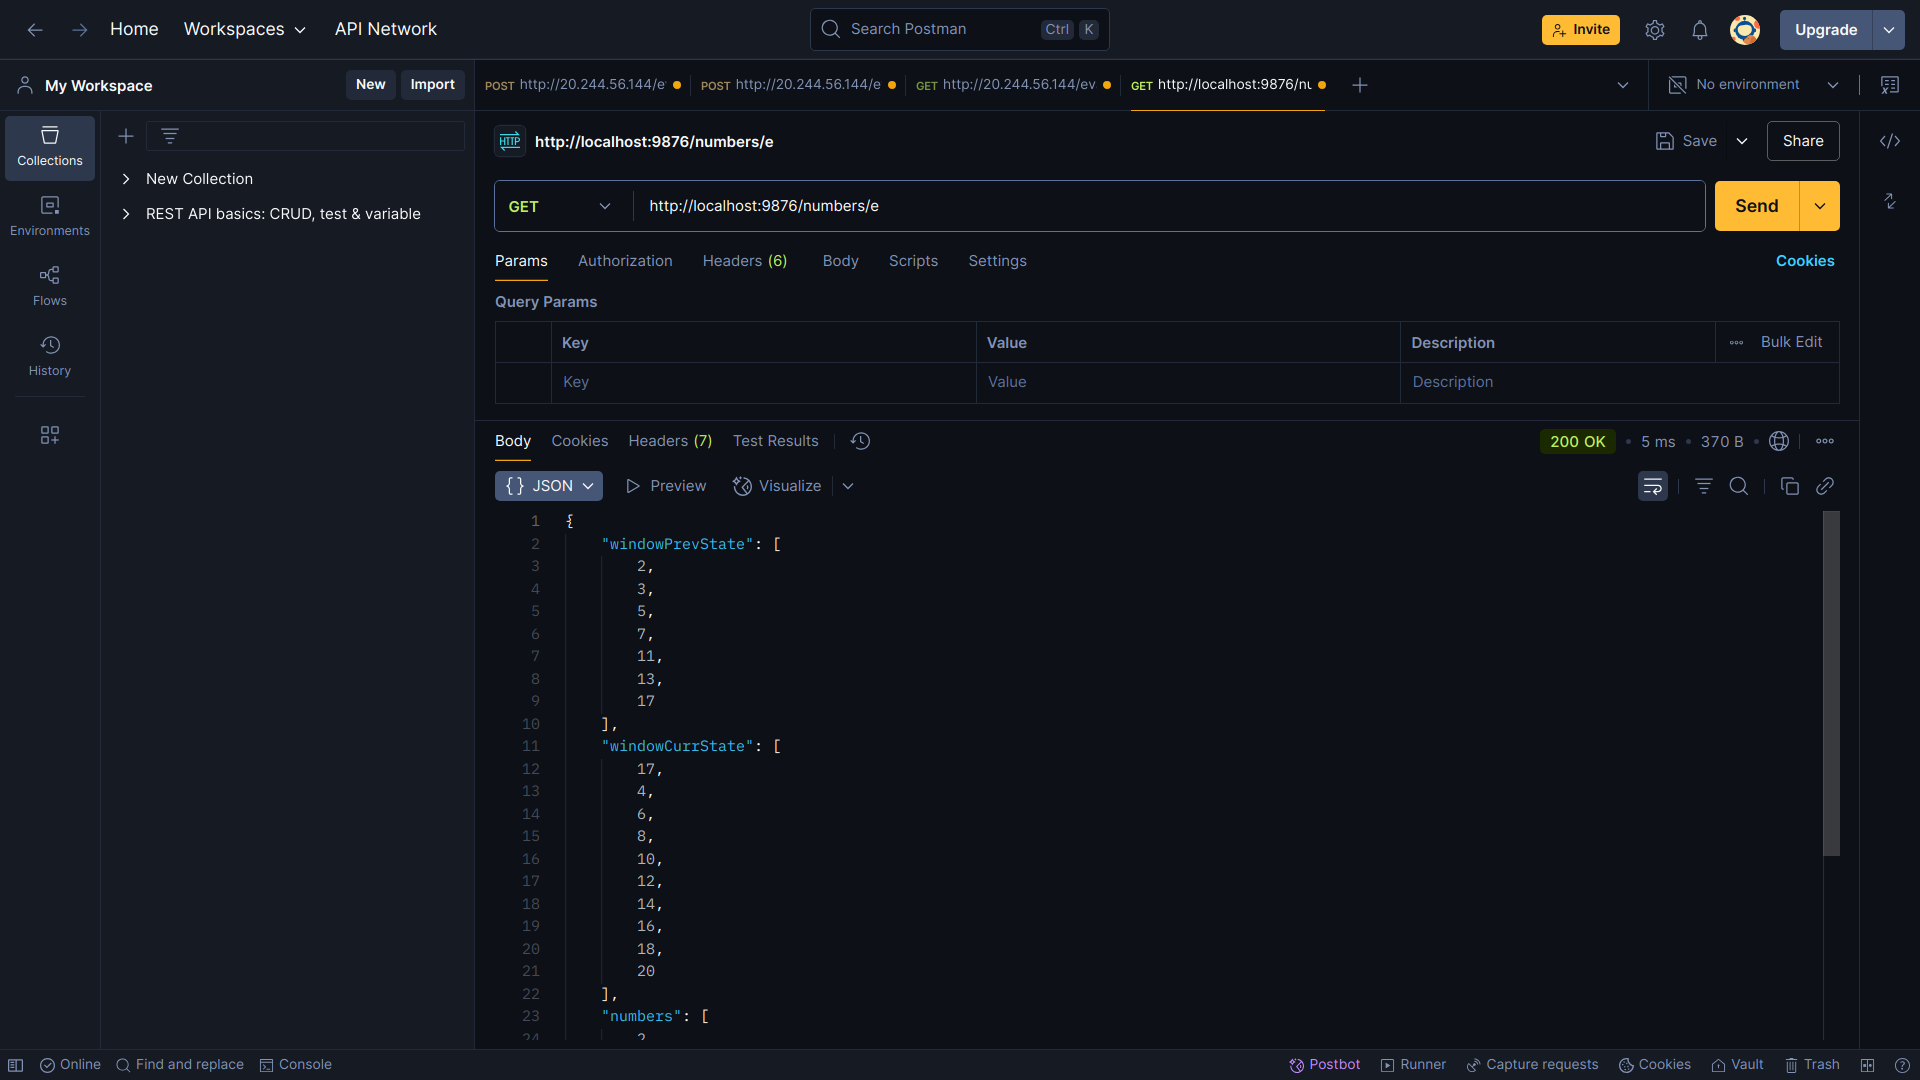 Home Workspaces API Network
Search Postman Ctrl K
Invite
Upgrade
My Workspace New Import
POST http://20.244.56.144/e
POST http://20.244.56.144/e
GET http://20.244.56.144/ev
GET http://localhost:9876/nu
No environment
Collections
Environments
Flows
History
New Collection
REST API basics: CRUD, test & variable
HTTP http://localhost:9876/numbers/e
Save Share
GET http://localhost:9876/numbers/e
Send
Params Authorization Headers (6) Body Scripts Settings
Cookies
Query Params
Key Value Description Bulk Edit
Key Value Description
Body Cookies Headers (7) Test Results
200 OK • 5 ms • 370 B •
{} JSON Preview Visualize
1 {
2 "windowPrevState": [
3 2,
4 3,
5 5,
6 7,
7 11,
8 13,
9 17
10 ],
11 "windowCurrState": [
12 17,
13 4,
14 6,
15 8,
16 10,
17 12,
18 14,
19 16,
20 18,
21 20
22 ],
23 "numbers": [
24 2
Online Find and replace Console
Postbot Runner Capture requests Cookies Vault Trash